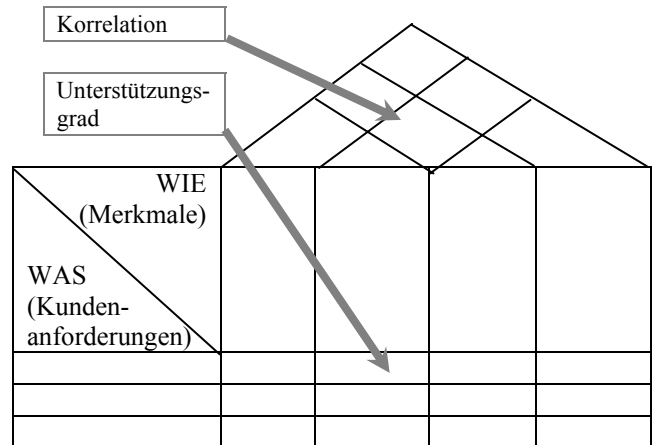 Korrelation
Unterstützungs-
grad
WIE
(Merkmale)
WAS
(Kunden-
anforderungen)